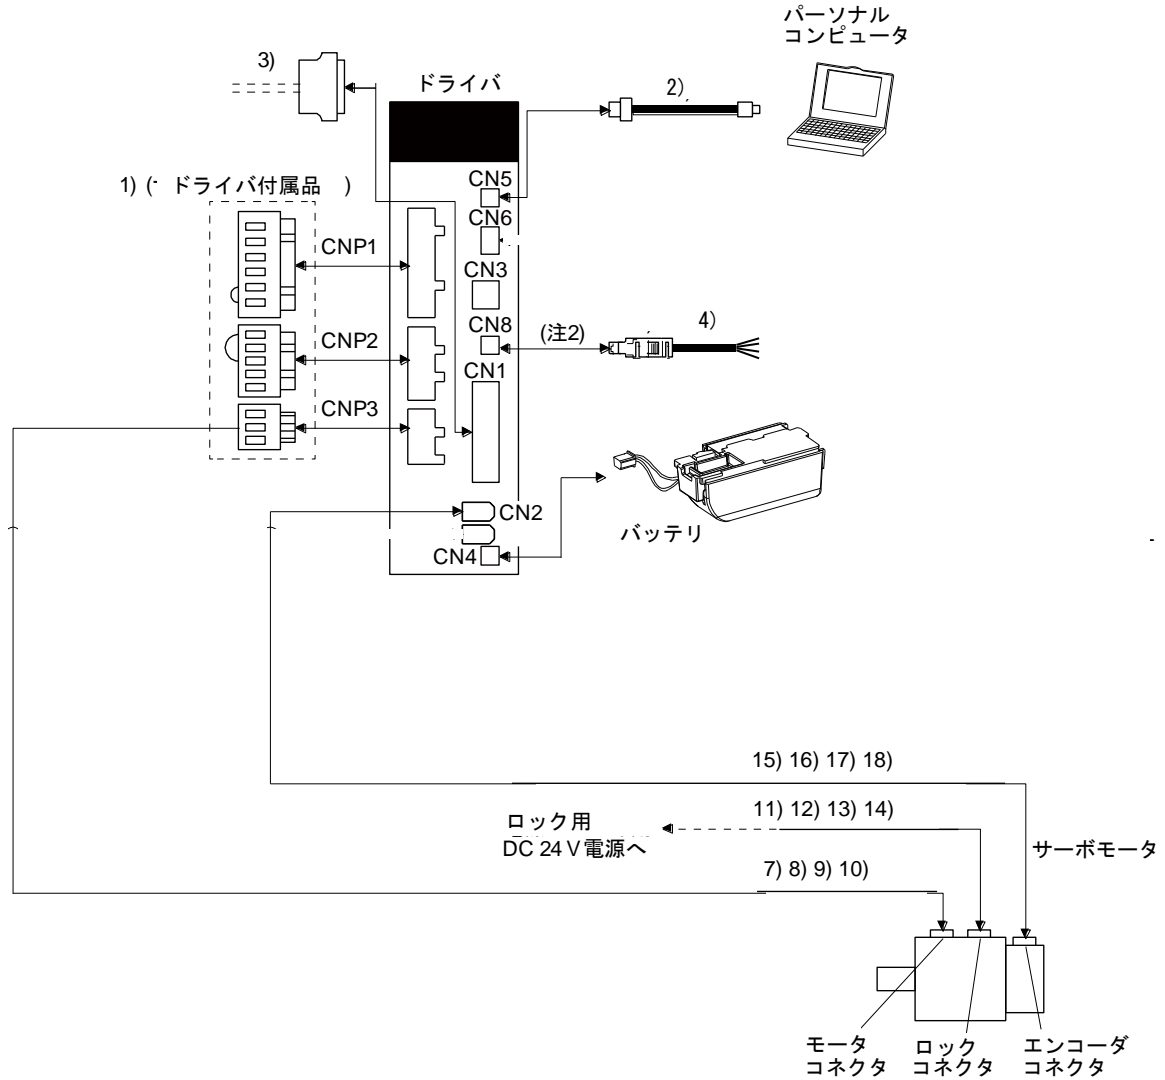 パーソナル
コンピュータ
3)
ドライバ
2)
CN5
1) ( ドライバ付属品 )
CN6
CNP1
CN3
CN8
(注2)
4)
CNP2
CN1
CNP3
CN2
バッテリ
CN4
15) 16) 17) 18)
11) 12) 13) 14)
ロック用
DC 24 V 電源へ
サーボモータ
7) 8) 9) 10)
モータ
コネクタ
ロック
コネクタ
エンコーダ
コネクタ